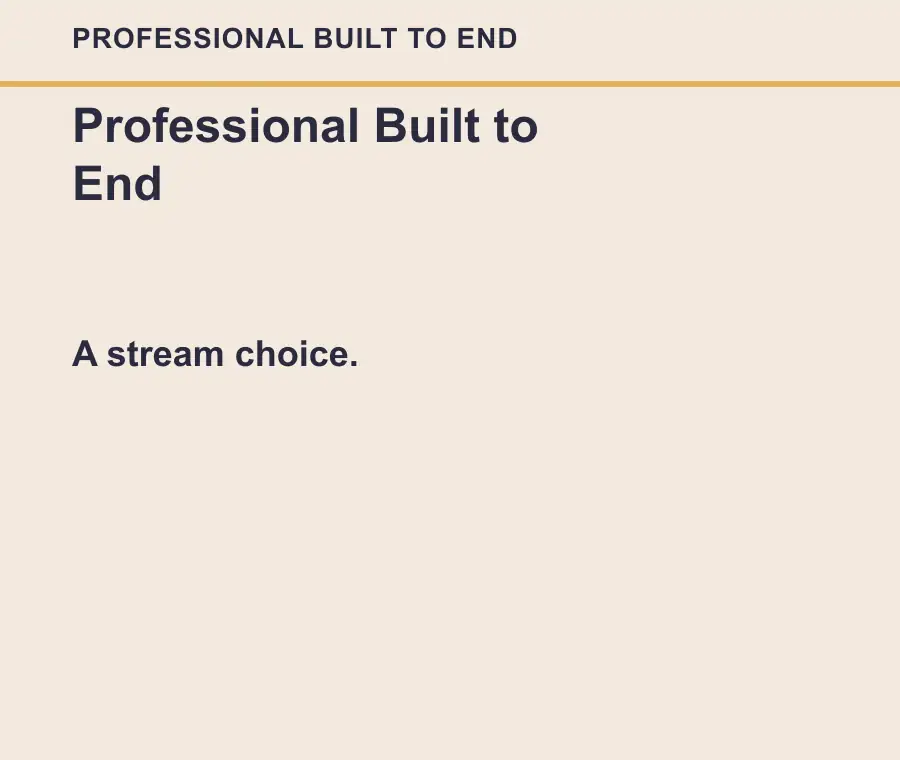 PROFESSIONAL BUILT TO END
Professional Built to
End
A stream choice.